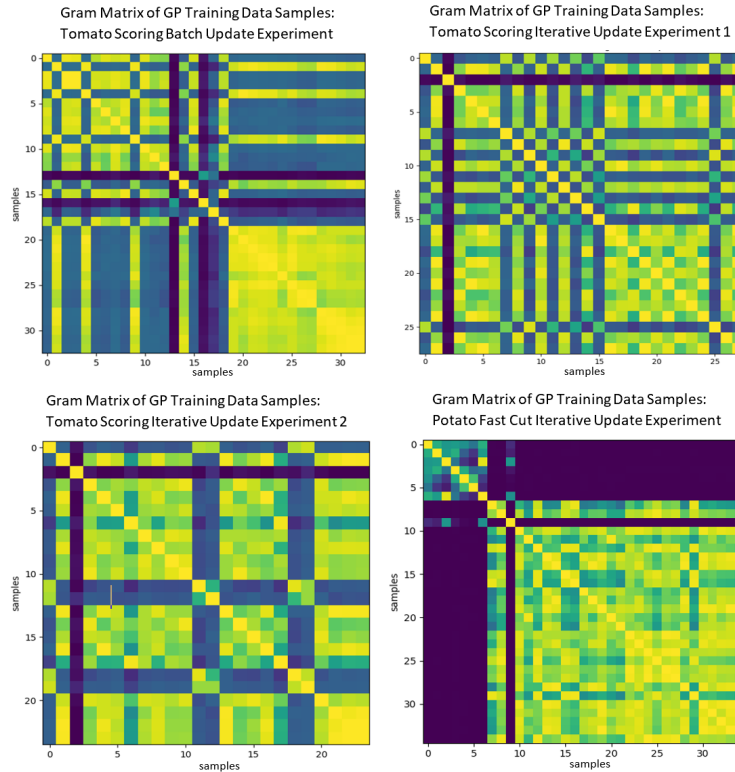 Gram Matrix of GP Training Data Samples:
Tomato Scoring Batch Update Experiment
0
5
10
15
20
25
30
samples
0 5 10 15 20 25 30
samples
Gram Matrix of GP Training Data Samples:
Tomato Scoring Iterative Update Experiment 1
0
5
10
15
20
25
samples
0 5 10 15 20 25
samples
Gram Matrix of GP Training Data Samples:
Tomato Scoring Iterative Update Experiment 2
0
5
10
15
20
samples
0 5 10 15 20
samples
Gram Matrix of GP Training Data Samples:
Potato Fast Cut Iterative Update Experiment
0
5
10
15
20
25
30
samples
0 5 10 15 20 25 30
samples